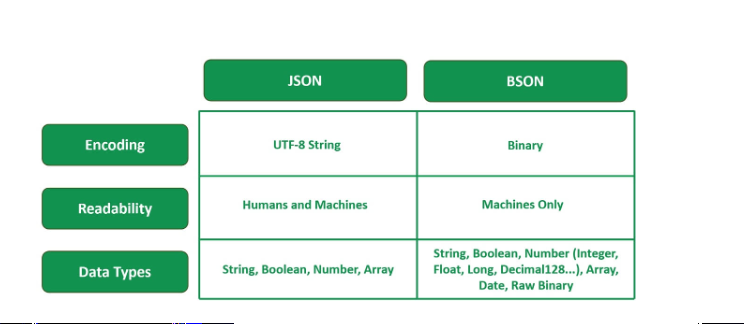 JSON
BSON
Encoding
UTF-8 String
Binary
Readability
Humans and Machines
Machines Only
Data Types
String, Boolean, Number, Array
String, Boolean, Number (Integer,
Float, Long, Decimal128...), Array,
Date, Raw Binary